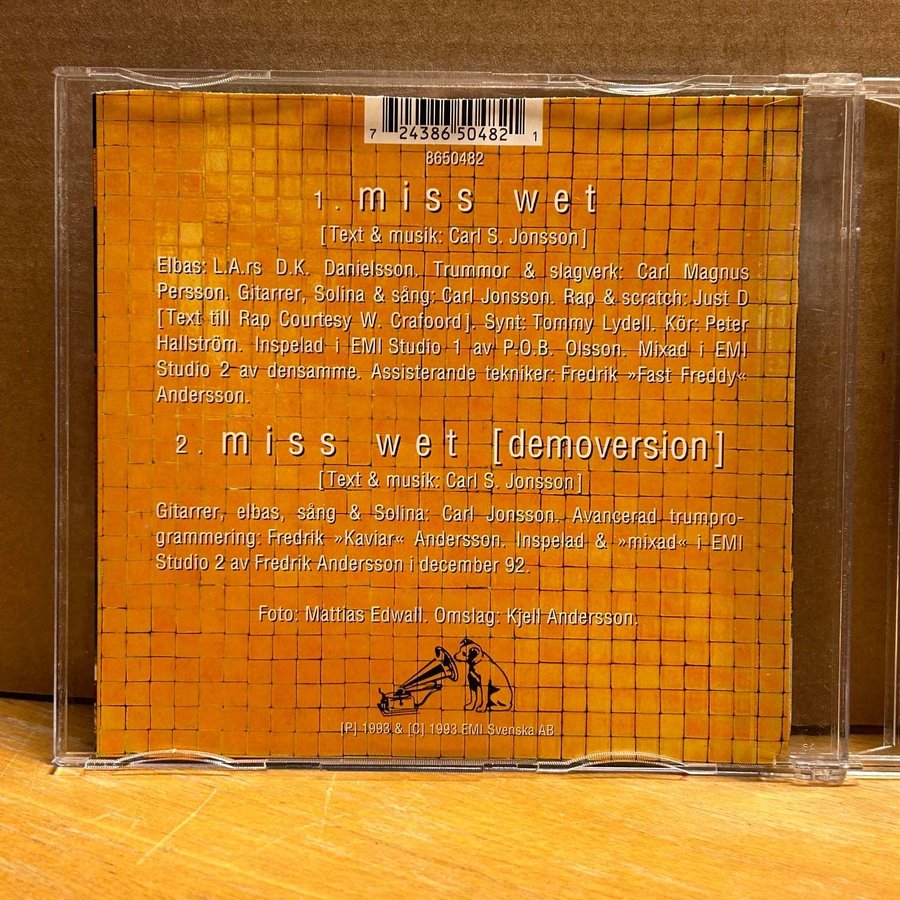 7 24386 50482 1
8650482
1. miss wet
[Text & musik: Carl S. Jonsson]
Elbas: L.A.rs D.K. Danielsson. Trummor & slagverk: Carl Magnus
Persson. Gitarrer, Solina & sång: Carl Jonsson. Rap & scratch: Just D
[Text till Rap Courtesy W. Crafoord]. Synt: Tommy Lydell. Kör: Peter
Hallström. Inspelad i EMI Studio 1 av P.O.B. Olsson. Mixad i EMI
Studio 2 av densamme. Assisterande tekniker: Fredrik »Fast Freddy«
Andersson.
2. miss wet [demoversion]
[Text & musik: Carl S. Jonsson]
Gitarrer, elbas, sång & Solina: Carl Jonsson. Avancerad trumpro-
grammering: Fredrik »Kaviar« Andersson. Inspelad & »mixad« i EMI
Studio 2 av Fredrik Andersson i december 92.
Foto: Mattias Edwall. Omslag: Kjell Andersson.
[P] 1993 & [C] 1993 EMI Svenska AB